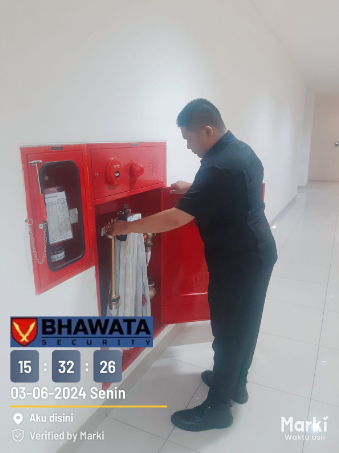 BHAWATA
SECURITY
15 : 32 : 26
03-06-2024 Senin
Aku disini
Verified by Marki
Marki
Waktu asli